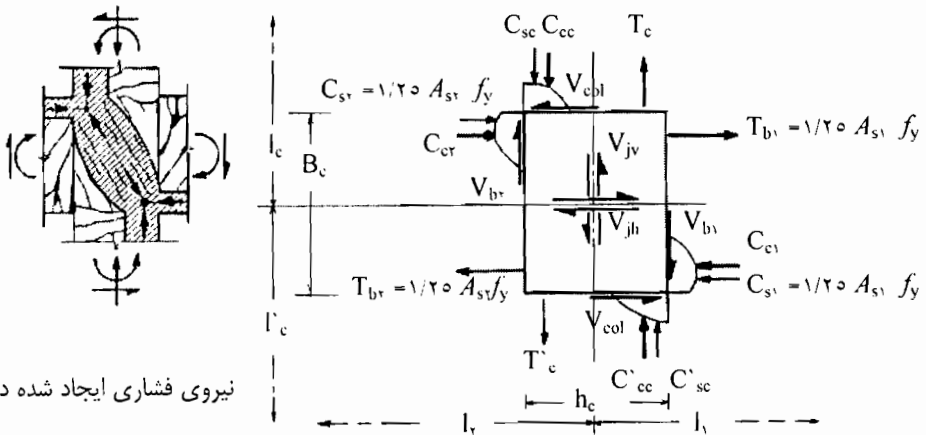 C_sc C_cc
T_c
C_s۲ = ۱/۲۵ A_s۲ f_y
V_col
C_c۲
T_b۱ = ۱/۲۵ A_s۱ f_y
l_c
B_c
V_jv
V_b۲
V_jh
V_b۱
C_c۱
T_b۲ = ۱/۲۵ A_s۲ f_y
C_s۱ = ۱/۲۵ A_s۱ f_y
V_col
l`_c
T`_c
C`_cc C`_sc
نیروی فشاری ایجاد شده د
h_c
l_۲
l_۱